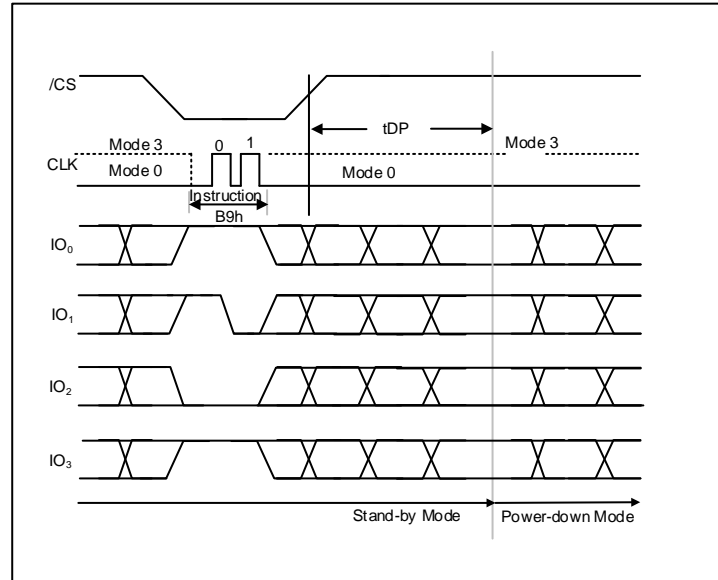 /CS
tDP
Mode 3 0 1 Mode 3
CLK
Mode 0 Mode 0
Instruction
B9h
IO0
IO1
IO2
IO3
Stand-by Mode Power-down Mode